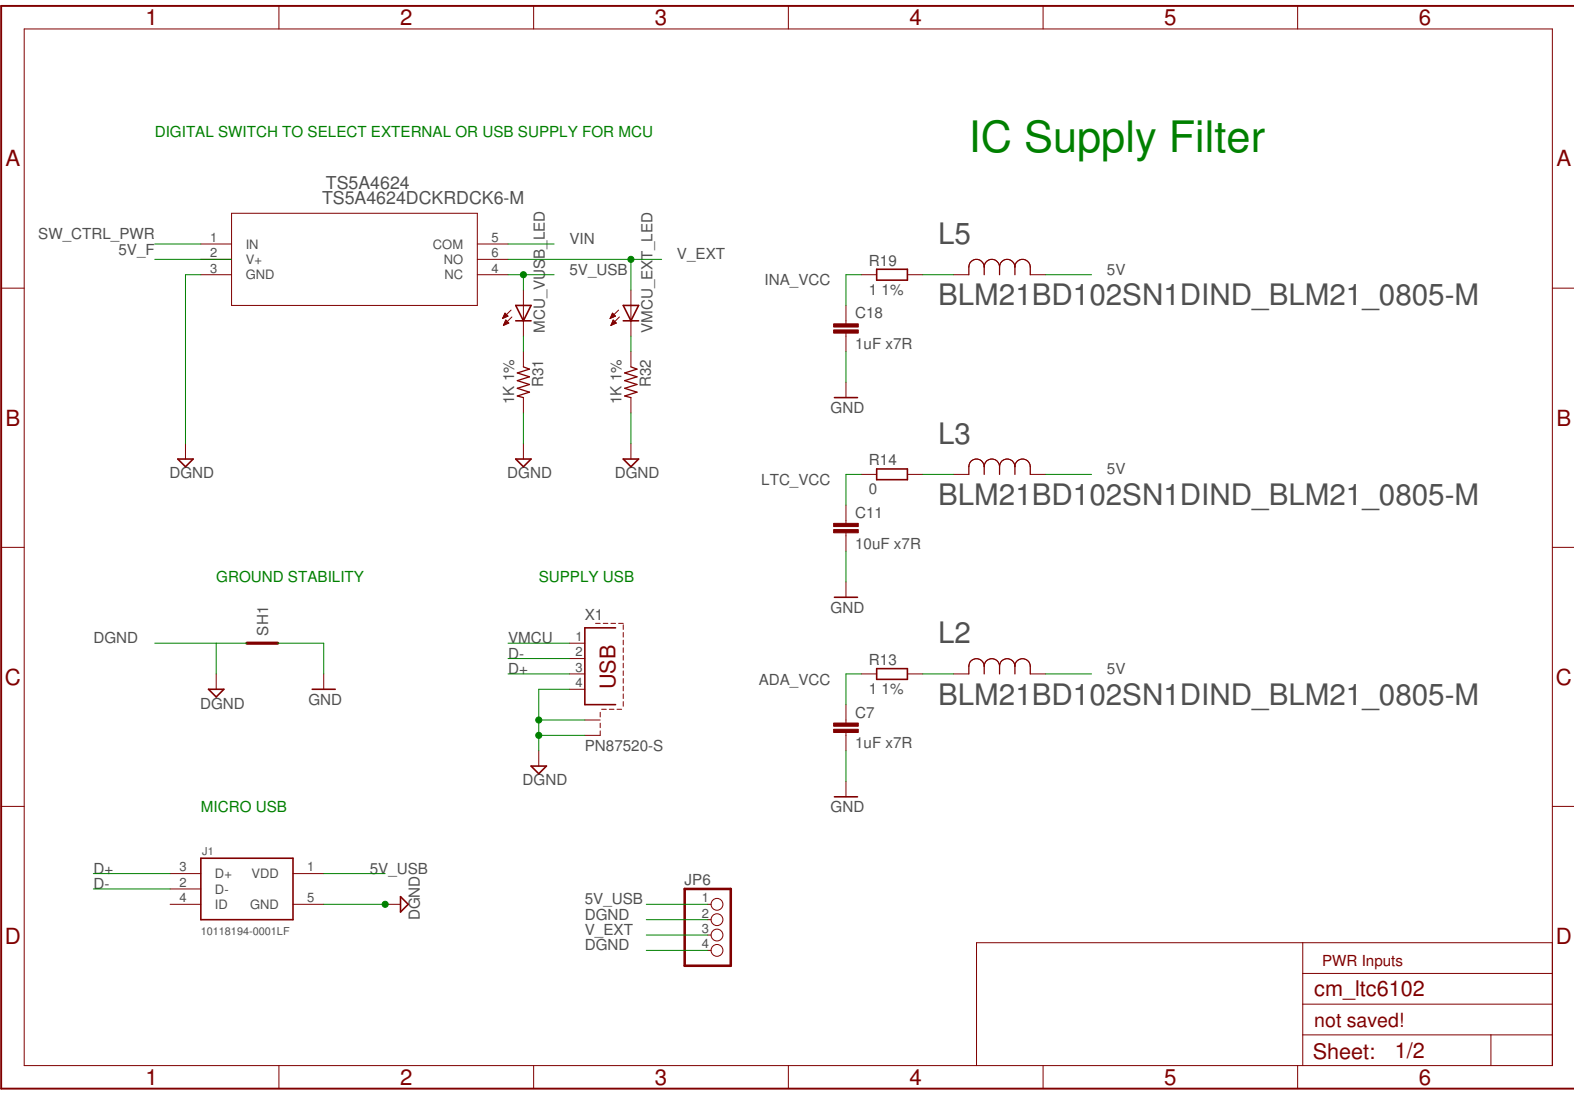 1 2 3 4 5 6
A A
B B
C C
D D
DIGITAL SWITCH TO SELECT EXTERNAL OR USB SUPPLY FOR MCU
TS5A4624
TS5A4624DCKRDCK6-M
SW_CTRL_PWR 1 IN
5V_F 2 V+
3 GND
COM 5 VIN
NO 6 V_EXT
NC 4 5V_USB
MCU_VUSB_LED
VMCU_EXT_LED
1K 1%
R31
1K 1%
R32
DGND
DGND
DGND
IC Supply Filter
L5
INA_VCC R19 5V
1 1%
BLM21BD102SN1DIND_BLM21_0805-M
C18
1uF x7R
GND
L3
LTC_VCC R14 5V
0
BLM21BD102SN1DIND_BLM21_0805-M
C11
10uF x7R
GND
L2
ADA_VCC R13 5V
1 1%
BLM21BD102SN1DIND_BLM21_0805-M
C7
1uF x7R
GND
GROUND STABILITY
DGND SH1
DGND GND
SUPPLY USB
X1
VMCU 1
D- 2
D+ 3
4
USB
PN87520-S
DGND
MICRO USB
J1
D+ 3 D+ VDD 1 5V_USB
D- 2 D-
4 ID GND 5 DGND
10118194-0001LF
JP6
5V_USB 1
DGND 2
V_EXT 3
DGND 4
PWR Inputs
cm_ltc6102
not saved!
Sheet: 1/2
1 2 3 4 5 6